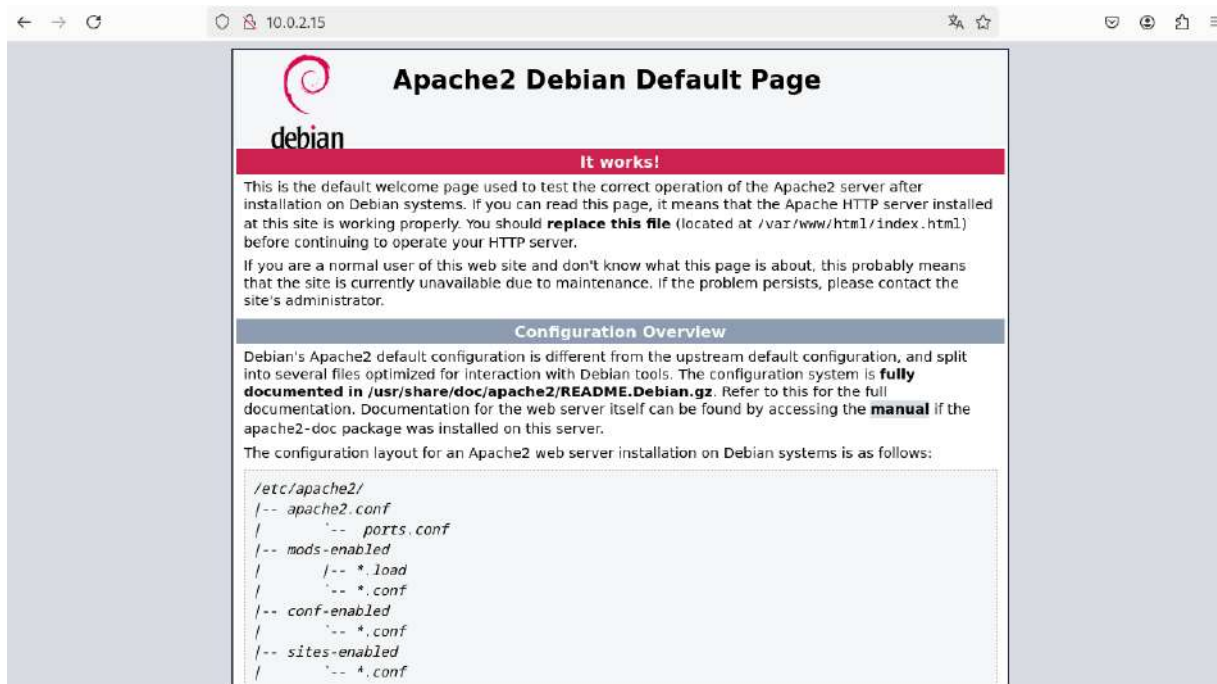 10.0.2.15
Apache2 Debian Default Page
debian
It works!
This is the default welcome page used to test the correct operation of the Apache2 server after
installation on Debian systems. If you can read this page, it means that the Apache HTTP server installed
at this site is working properly. You should replace this file (located at /var/www/html/index.html)
before continuing to operate your HTTP server.
If you are a normal user of this web site and don't know what this page is about, this probably means
that the site is currently unavailable due to maintenance. If the problem persists, please contact the
site's administrator.
Configuration Overview
Debian's Apache2 default configuration is different from the upstream default configuration, and split
into several files optimized for interaction with Debian tools. The configuration system is fully
documented in /usr/share/doc/apache2/README.Debian.gz. Refer to this for the full
documentation. Documentation for the web server itself can be found by accessing the manual if the
apache2-doc package was installed on this server.
The configuration layout for an Apache2 web server installation on Debian systems is as follows:
/etc/apache2/
|-- apache2.conf
|       `--  ports.conf
|-- mods-enabled
|       |-- *.load
|       `-- *.conf
|-- conf-enabled
|       `-- *.conf
|-- sites-enabled
|       `-- *.conf